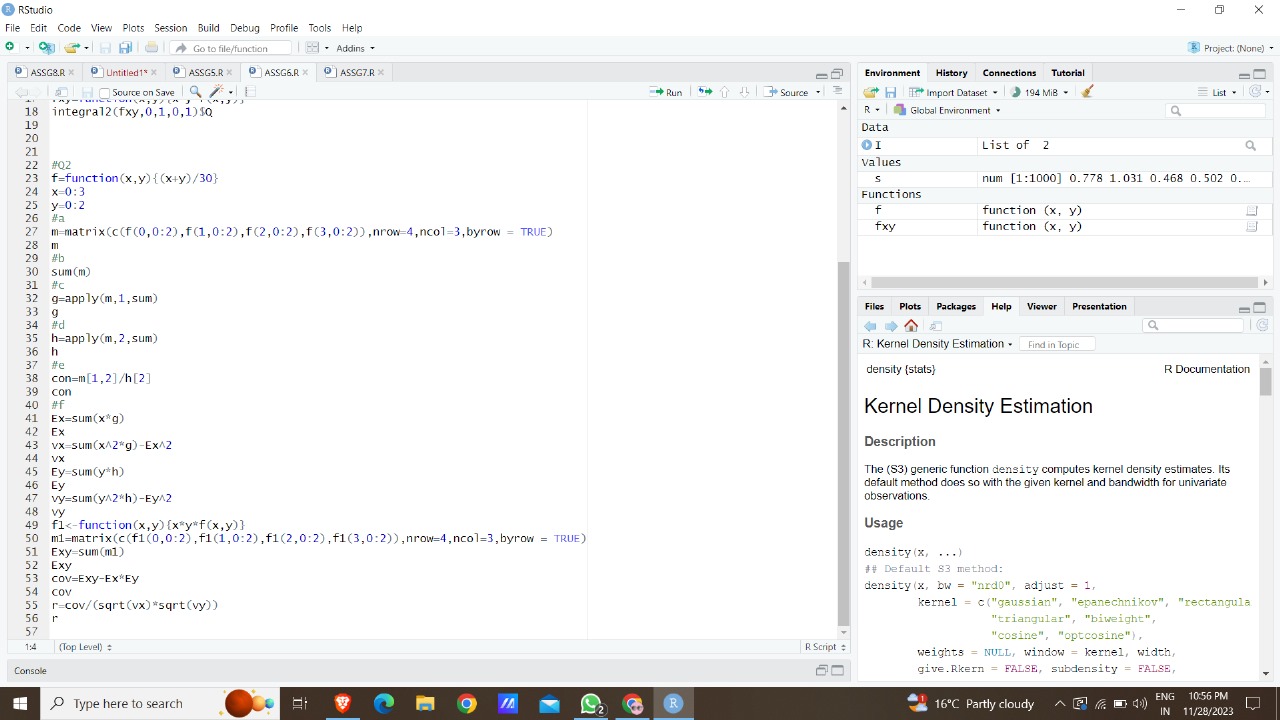 RStudio
File Edit Code View Plots Session Build Debug Profile Tools Help
Go to file/function Addins Project: (None)
ASSG8.R Untitled1* ASSG5.R ASSG6.R ASSG7.R
Source on Save Run Source
18 integral2(fxy,0,1,0,1)$Q
19
20
21
22 #Q2
23 f=function(x,y){(x+y)/30}
24 x=0:3
25 y=0:2
26 #a
27 m=matrix(c(f(0,0:2),f(1,0:2),f(2,0:2),f(3,0:2)),nrow=4,ncol=3,byrow = TRUE)
28 m
29 #b
30 sum(m)
31 #c
32 g=apply(m,1,sum)
33 g
34 #d
35 h=apply(m,2,sum)
36 h
37 #e
38 con=m[1,2]/h[2]
39 con
40 #f
41 Ex=sum(x*g)
42 Ex
43 vx=sum(x^2*g)-Ex^2
44 vx
45 Ey=sum(y*h)
46 Ey
47 vy=sum(y^2*h)-Ey^2
48 vy
49 f1<-function(x,y){x*y*f(x,y)}
50 m1=matrix(c(f1(0,0:2),f1(1,0:2),f1(2,0:2),f1(3,0:2)),nrow=4,ncol=3,byrow = TRUE)
51 Exy=sum(m1)
52 Exy
53 cov=Exy-Ex*Ey
54 cov
55 r=cov/(sqrt(vx)*sqrt(vy))
56 r
57
1:4 (Top Level) R Script
Console
Environment History Connections Tutorial
Import Dataset 194 MiB List
R Global Environment
Data
I List of 2
Values
s num [1:1000] 0.778 1.031 0.468 0.502 0...
Functions
f function (x, y)
fxy function (x, y)
Files Plots Packages Help Viewer Presentation
R: Kernel Density Estimation Find in Topic
density {stats} R Documentation
Kernel Density Estimation
Description
The (S3) generic function density computes kernel density estimates. Its
default method does so with the given kernel and bandwidth for univariate
observations.
Usage
density(x, ...)
## Default S3 method:
density(x, bw = "nrd0", adjust = 1,
kernel = c("gaussian", "epanechnikov", "rectangula
"triangular", "biweight",
"cosine", "optcosine"),
weights = NULL, window = kernel, width,
give.Rkern = FALSE, subdensity = FALSE,
Type here to search 2 16°C Partly cloudy ENG IN 10:56 PM 11/28/2023